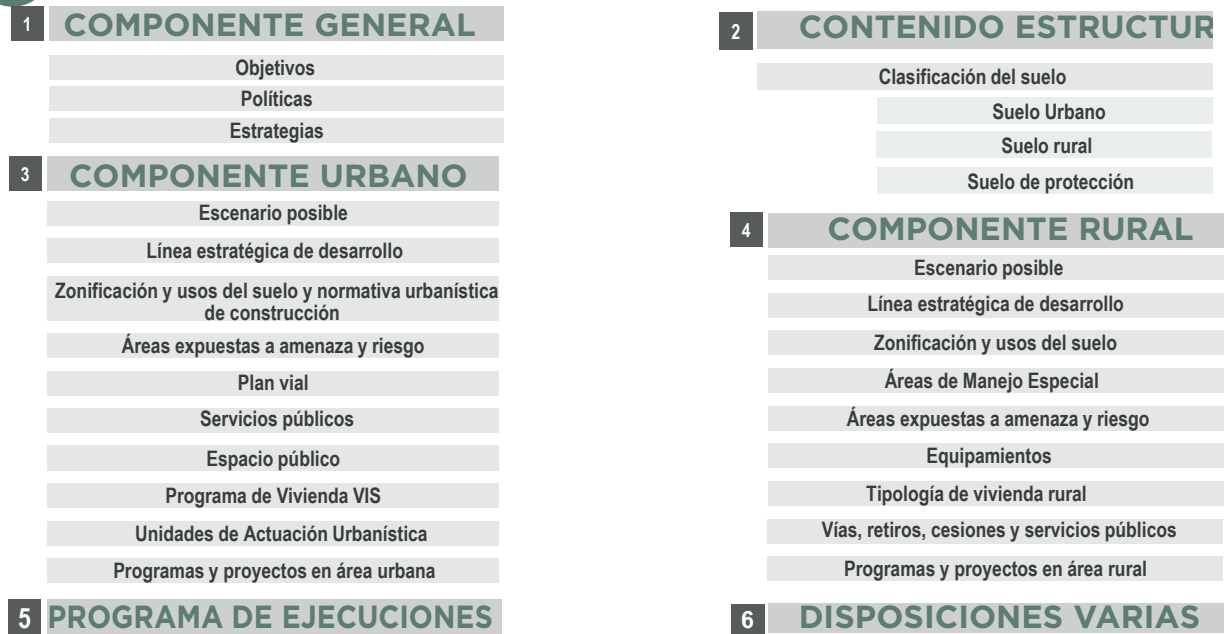 1 COMPONENTE GENERAL
Objetivos
Políticas
Estrategias
2 CONTENIDO ESTRUCTUR
Clasificación del suelo
Suelo Urbano
Suelo rural
Suelo de protección
3 COMPONENTE URBANO
Escenario posible
Línea estratégica de desarrollo
Zonificación y usos del suelo y normativa urbanística
de construcción
Áreas expuestas a amenaza y riesgo
Plan vial
Servicios públicos
Espacio público
Programa de Vivienda VIS
Unidades de Actuación Urbanística
Programas y proyectos en área urbana
4 COMPONENTE RURAL
Escenario posible
Línea estratégica de desarrollo
Zonificación y usos del suelo
Áreas de Manejo Especial
Áreas expuestas a amenaza y riesgo
Equipamientos
Tipología de vivienda rural
Vías, retiros, cesiones y servicios públicos
Programas y proyectos en área rural
5 PROGRAMA DE EJECUCIONES
6 DISPOSICIONES VARIAS